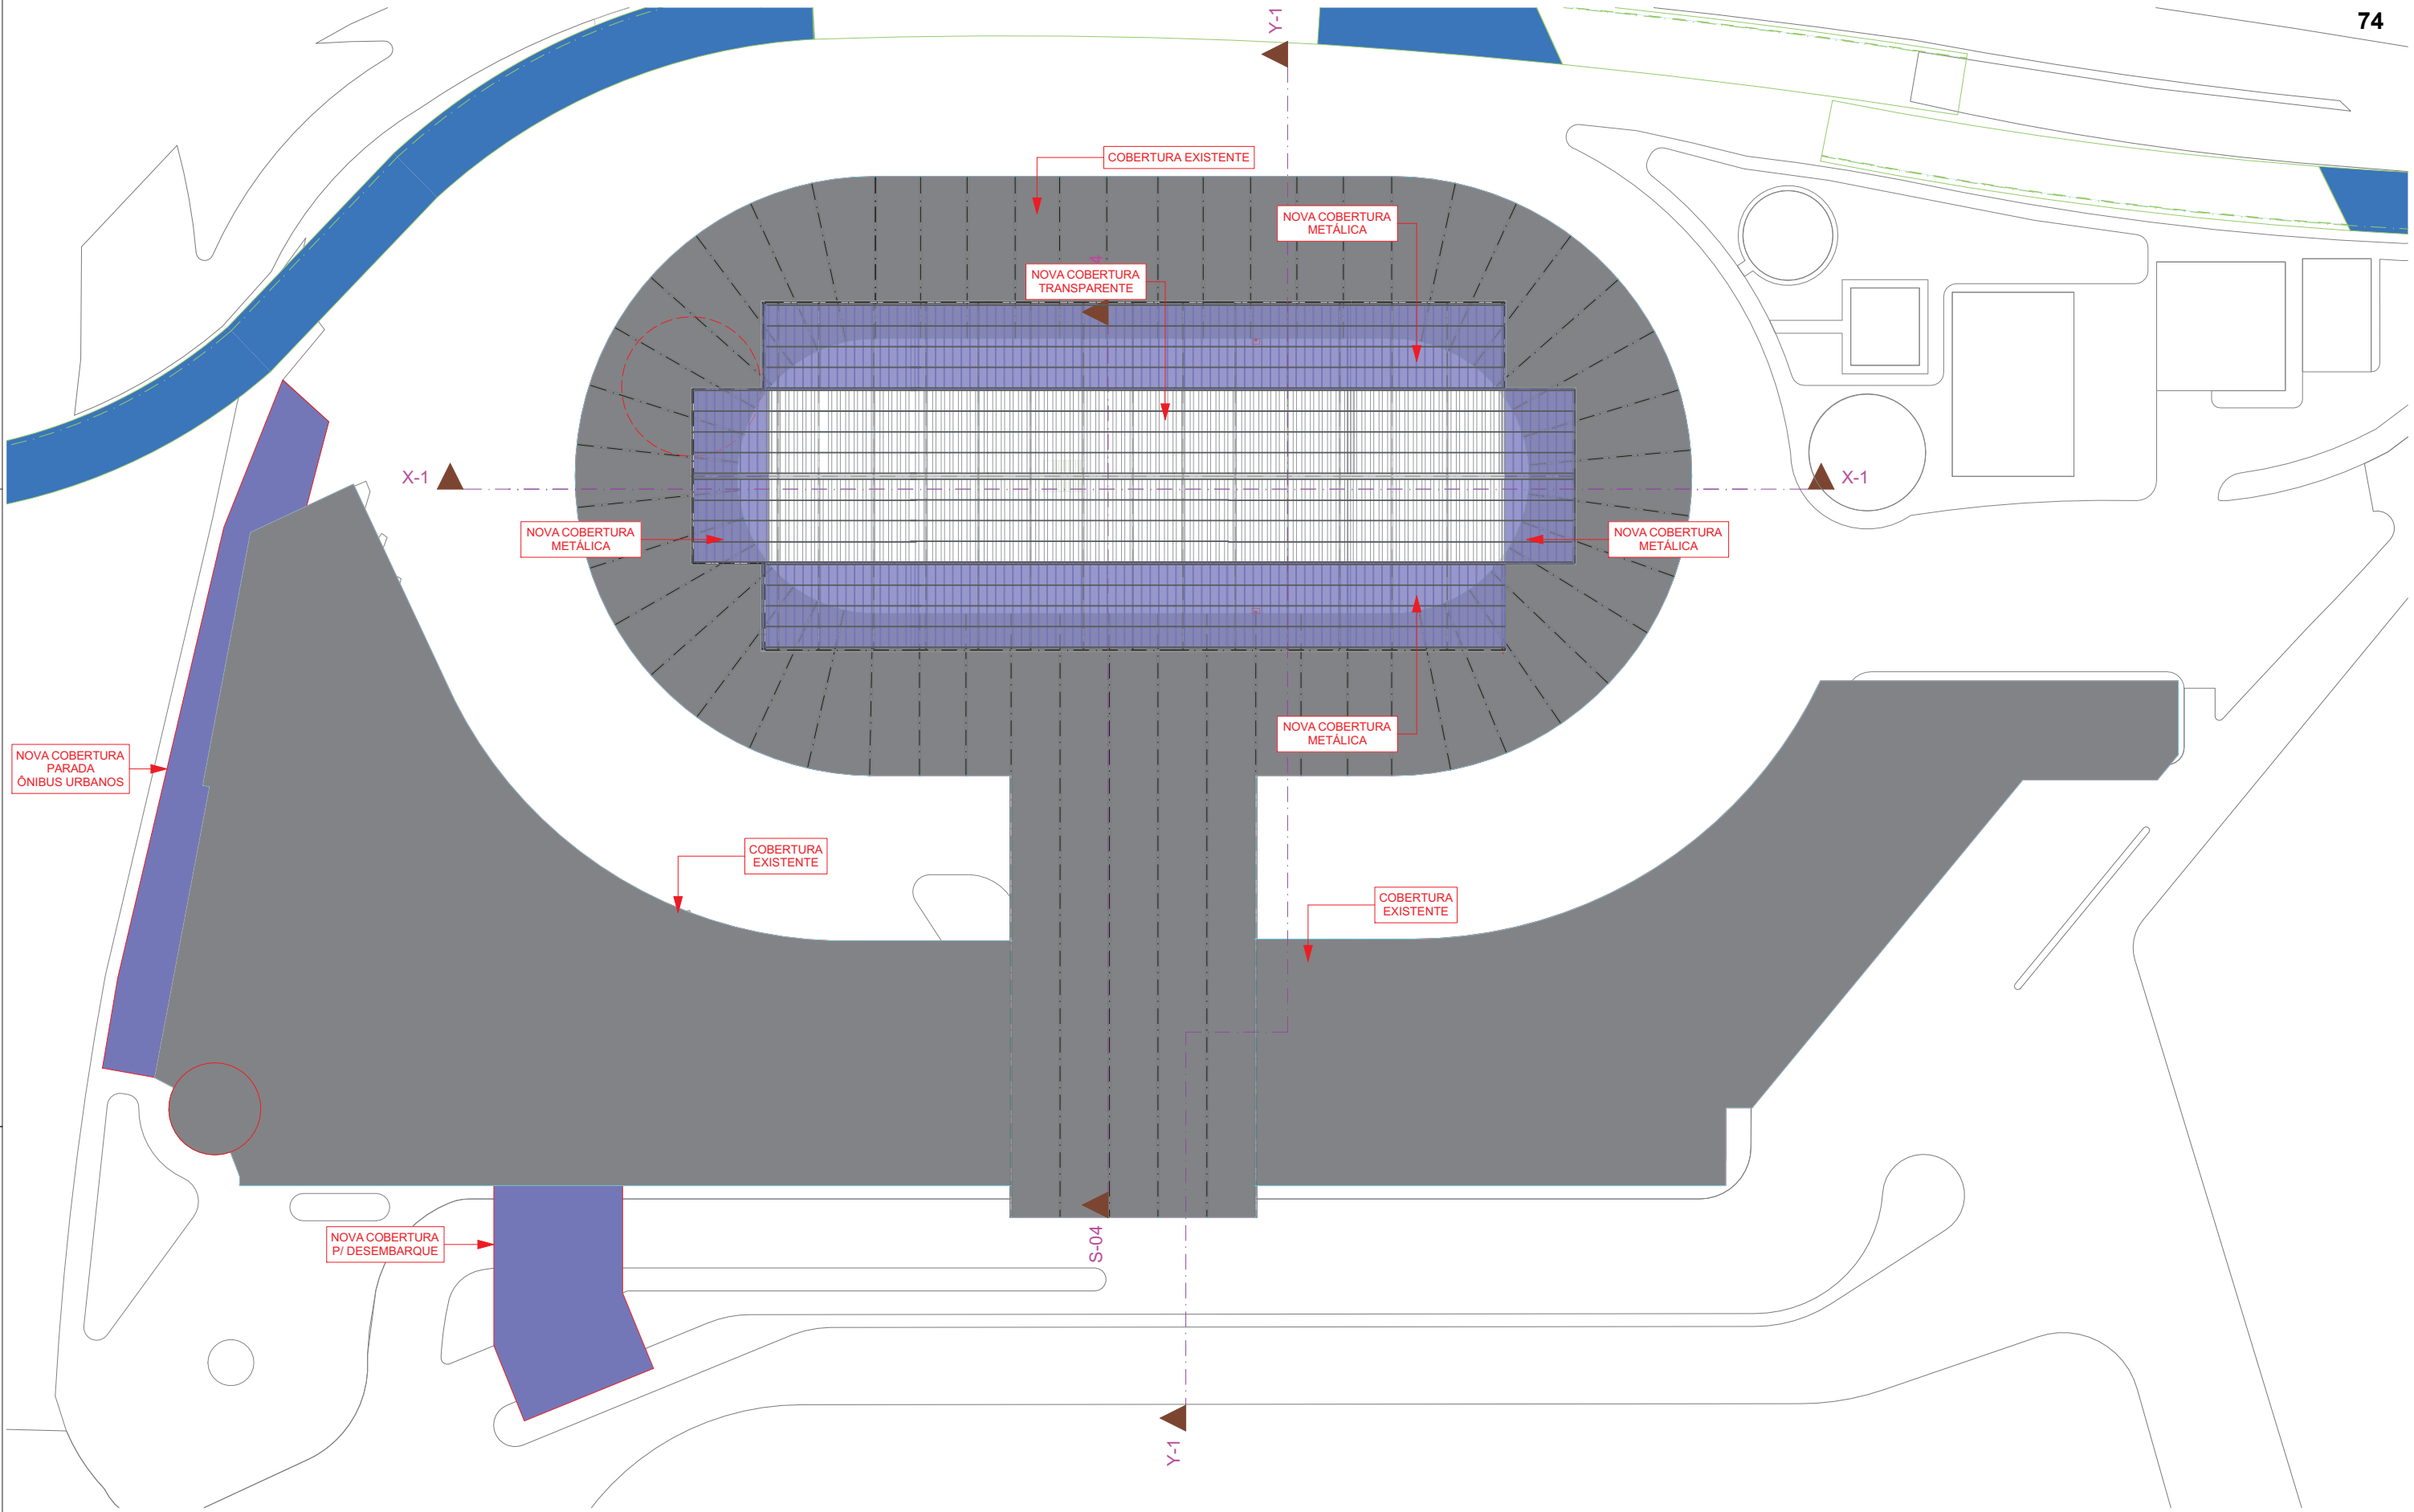 74
Y-1
COBERTURA EXISTENTE
NOVA COBERTURA
METÁLICA
NOVA COBERTURA
TRANSPARENTE
X-1
X-1
NOVA COBERTURA
METÁLICA
NOVA COBERTURA
METÁLICA
NOVA COBERTURA
METÁLICA
NOVA COBERTURA
PARADA
ÔNIBUS URBANOS
COBERTURA
EXISTENTE
COBERTURA
EXISTENTE
NOVA COBERTURA
P/ DESEMBARQUE
S-04
Y-1